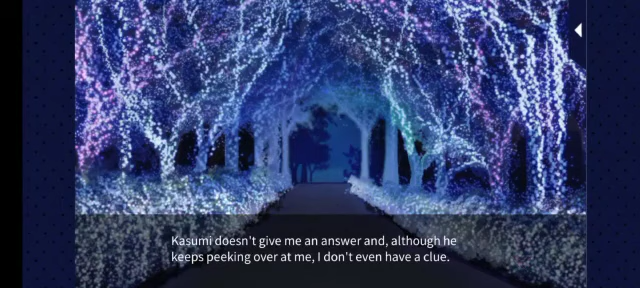 Kasumi doesn't give me an answer and, although he
keeps peeking over at me, I don't even have a clue.